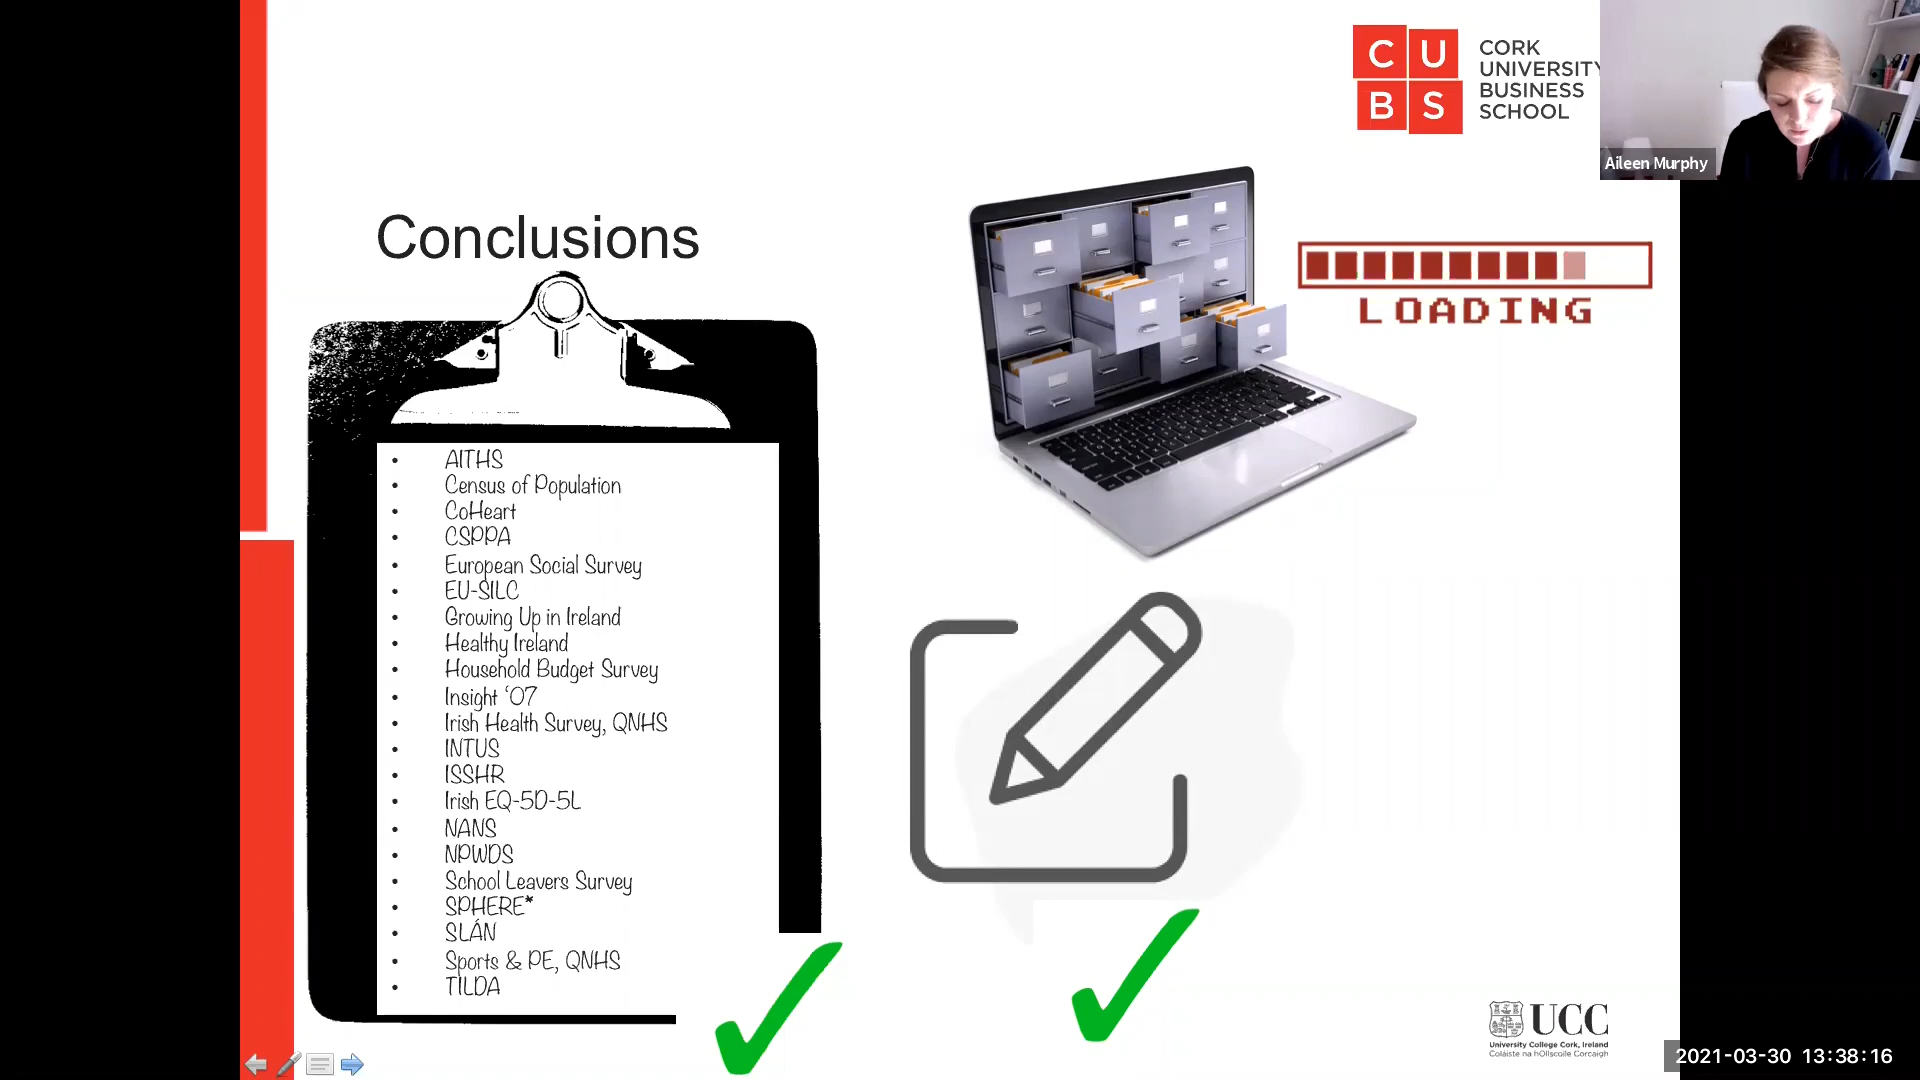 C U
B S
CORK
UNIVERSITY
BUSINESS
SCHOOL
Aileen Murphy
Conclusions
LOADING
• AITHS
• Census of Population
• CoHeart
• CSPPA
• European Social Survey
• EU-SILC
• Growing Up in Ireland
• Healthy Ireland
• Household Budget Survey
• Insight ‘07
• Irish Health Survey, QNHS
• INTUS
• ISSHR
• Irish EQ-5D-5L
• NANS
• NPWDS
• School Leavers Survey
• SPHERE*
• SLÁN
• Sports & PE, QNHS
• TILDA
UCC
University College Cork, Ireland
Coláiste na hOllscoile Corcaigh
2021-03-30 13:38:16